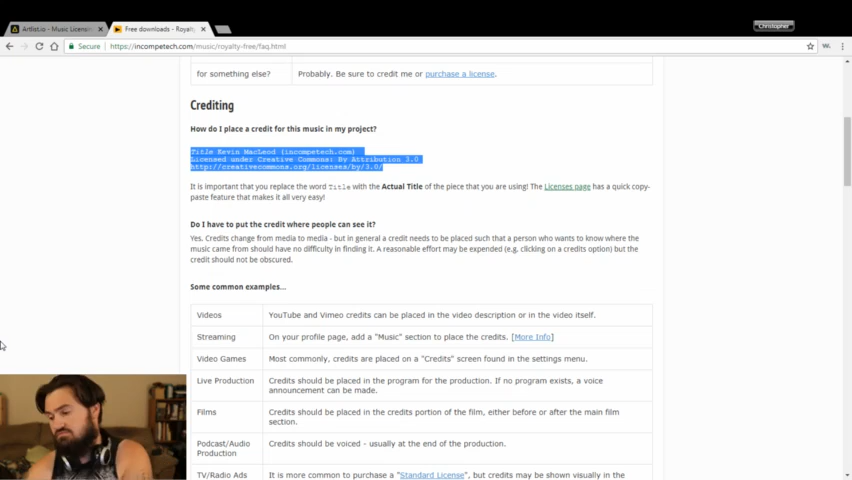 Artlist.io - Music Licensin
Free downloads - Royalty
Christopher
Secure
https://incompetech.com/music/royalty-free/faq.html
for something else?
Probably. Be sure to credit me or purchase a license.
Crediting
How do I place a credit for this music in my project?
Title Kevin MacLeod (incompetech.com)
Licensed under Creative Commons: By Attribution 3.0
http://creativecommons.org/licenses/by/3.0/
It is important that you replace the word Title with the Actual Title of the piece that you are using! The Licenses page has a quick copy-
paste feature that makes it all very easy!
Do I have to put the credit where people can see it?
Yes. Credits change from media to media - but in general a credit needs to be placed such that a person who wants to know where the
music came from should have no difficulty in finding it. A reasonable effort may be expended (e.g. clicking on a credits option) but the
credit should not be obscured.
Some common examples...
Videos
YouTube and Vimeo credits can be placed in the video description or in the video itself.
Streaming
On your profile page, add a "Music" section to place the credits. [More Info]
Video Games
Most commonly, credits are placed on a "Credits" screen found in the settings menu.
Live Production
Credits should be placed in the program for the production. If no program exists, a voice
announcement can be made.
Films
Credits should be placed in the credits portion of the film, either before or after the main film
section.
Podcast/Audio
Production
Credits should be voiced - usually at the end of the production.
TV/Radio Ads
It is more common to purchase a "Standard License", but credits may be shown visually in the